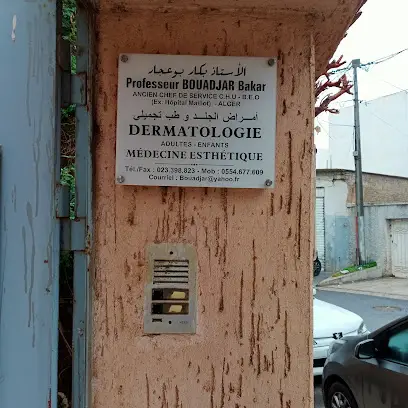 الأستاذ بكار بوعجار
Professeur BOUADJAR Bakar
ANCIEN CHEF DE SERVICE C.H.U - B.E.O
(Ex. Hôpital Maillot) - ALGER
أمراض الجلد و طب تجميلي
DERMATOLOGIE
ADULTES - ENFANTS
MÉDECINE ESTHÉTIQUE
Tél./Fax : 023.398.823 - Mob : 0554.677.609
Courriel : Bouadjar@yahoo.fr